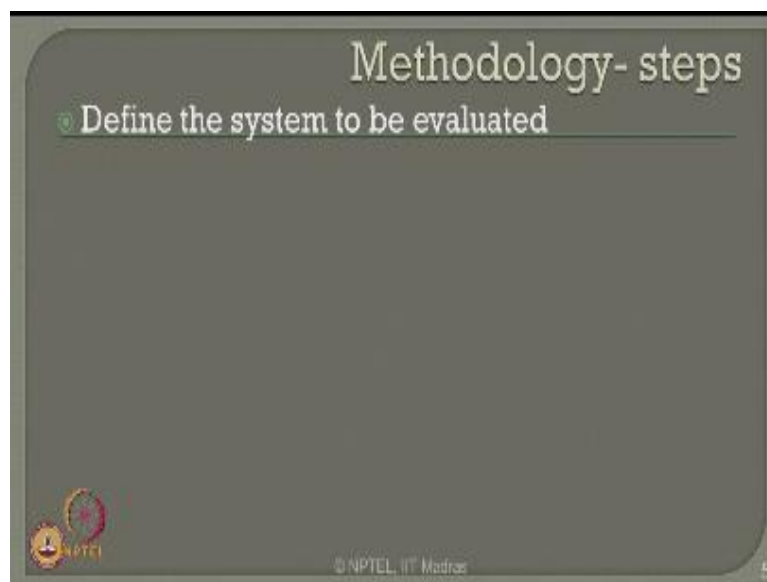 Methodology- steps
Define the system to be evaluated
NPTEL
© NPTEL, IIT Madras